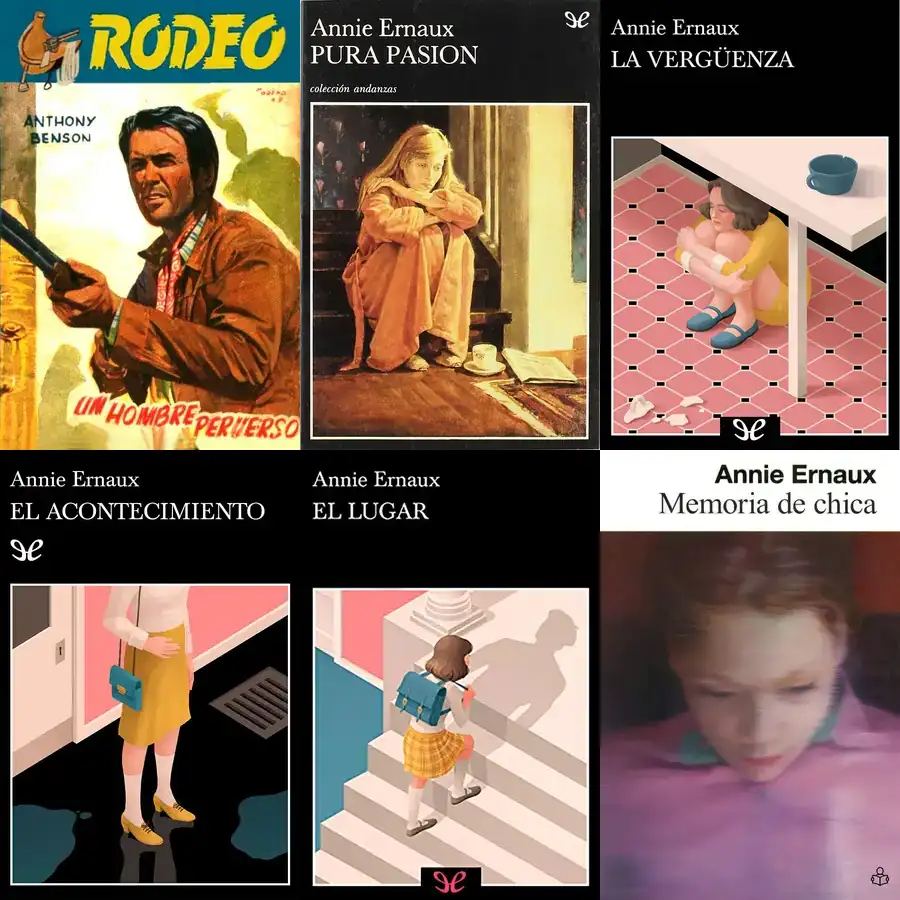 RODEO
ANTHONY
BENSON
UN HOMBRE PERVERSO
Annie Ernaux
PURA PASION
colección andanzas
Annie Ernaux
LA VERGÜENZA
Annie Ernaux
EL ACONTECIMIENTO
Annie Ernaux
EL LUGAR
Annie Ernaux
Memoria de chica